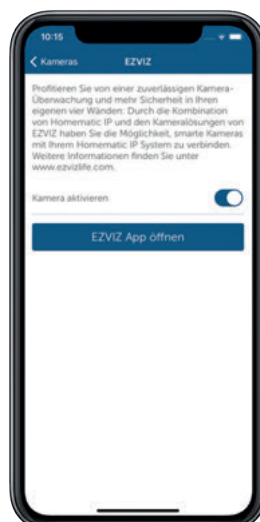 10:15
Kameras EZVIZ
Profitieren Sie von einer zuverlässigen Kamera-
Überwachung und mehr Sicherheit in Ihren
eigenen vier Wänden: Durch die Kombination
von Homematic IP und den Kameralösungen von
EZVIZ haben Sie die Möglichkeit, smarte Kameras
mit Ihrem Homematic IP System zu verbinden.
Weitere Informationen finden Sie unter
www.ezvizlife.com.
Kamera aktivieren
EZVIZ App öffnen